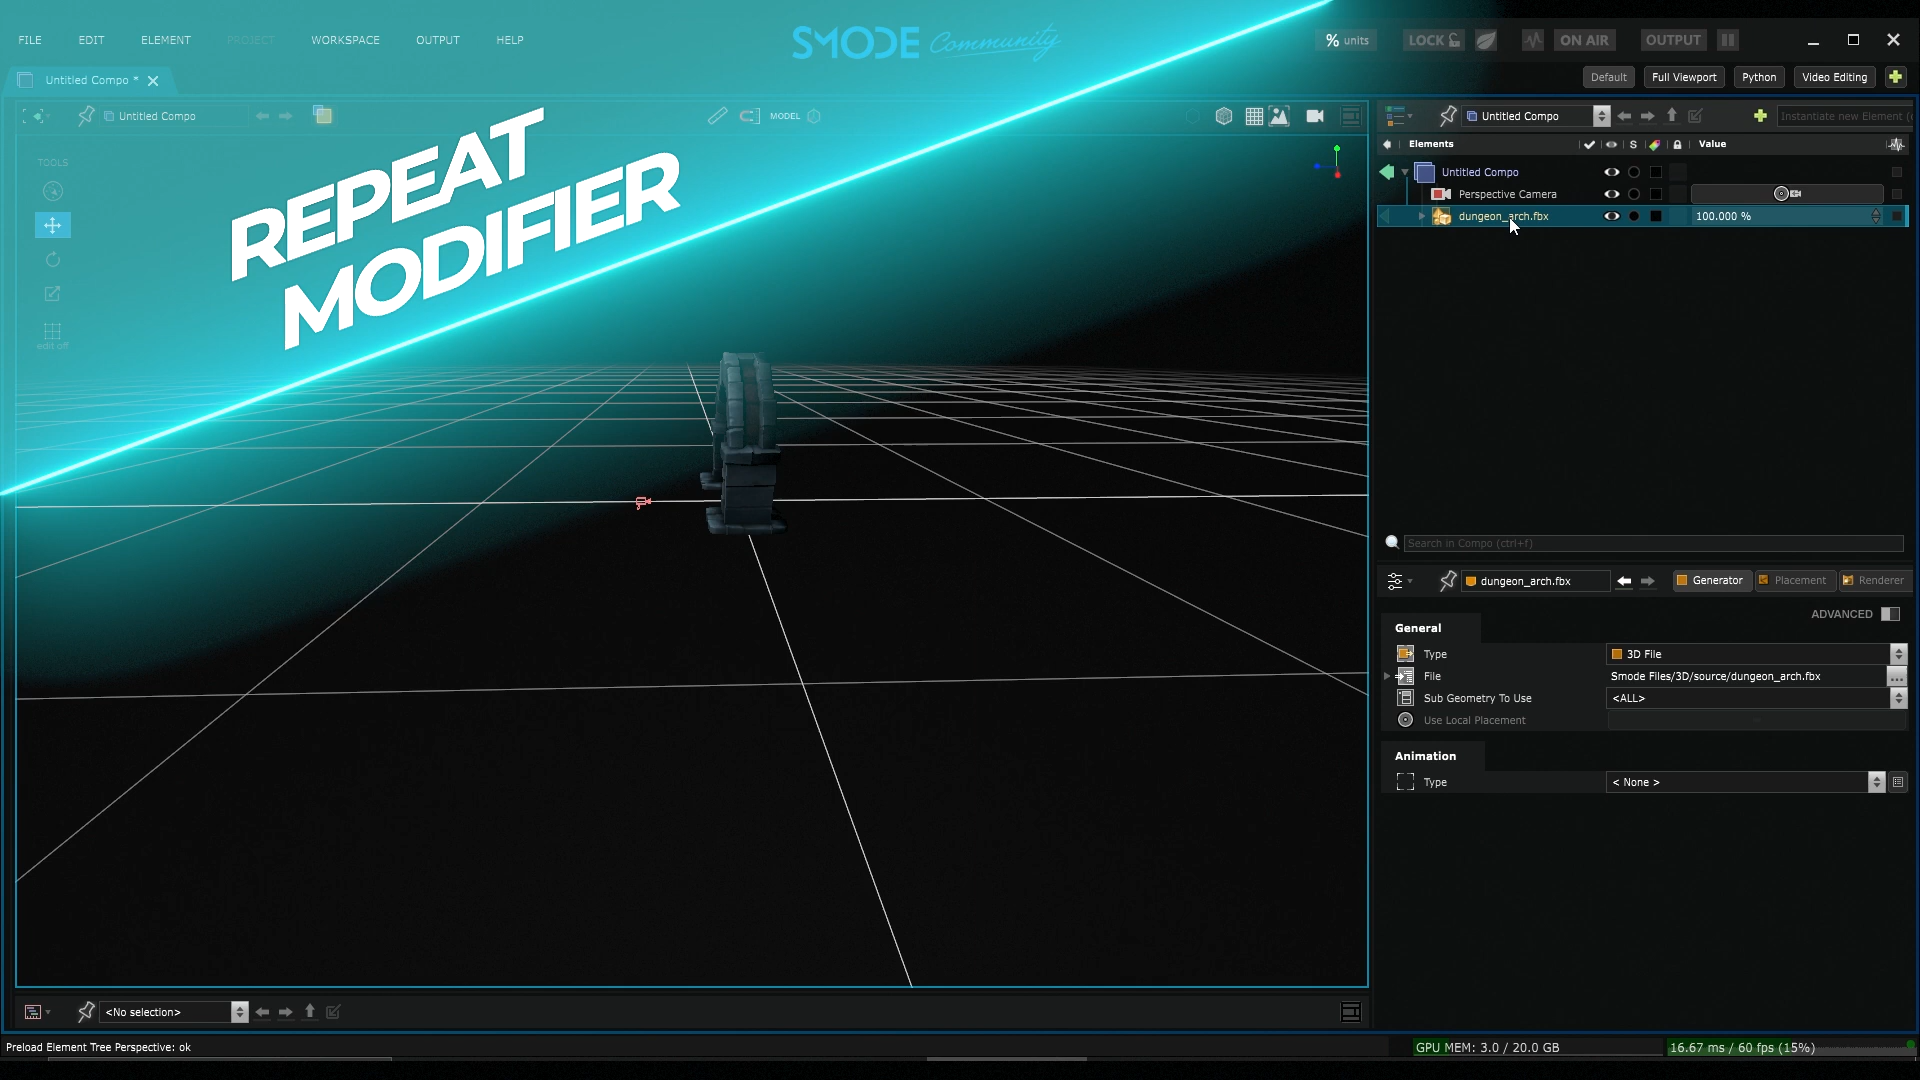 FILE EDIT ELEMENT PROJECT WORKSPACE OUTPUT HELP
SMODE Community
% units LOCK ON AIR OUTPUT
Untitled Compo *
Default Full Viewport Python Video Editing
Untitled Compo
MODEL
Untitled Compo
Instantiate new Element (c
REPEAT
MODIFIER
TOOLS
edit off
Elements S Value
Untitled Compo
Perspective Camera
dungeon_arch.fbx 100.000 %
Search in Compo (ctrl+f)
dungeon_arch.fbx Generator Placement Renderer
ADVANCED
General
Type 3D File
File Smode Files/3D/source/dungeon_arch.fbx ...
Sub Geometry To Use <ALL>
Use Local Placement
Animation
Type < None >
<No selection>
Preload Element Tree Perspective: ok
GPU MEM: 3.0 / 20.0 GB
16.67 ms / 60 fps (15%)